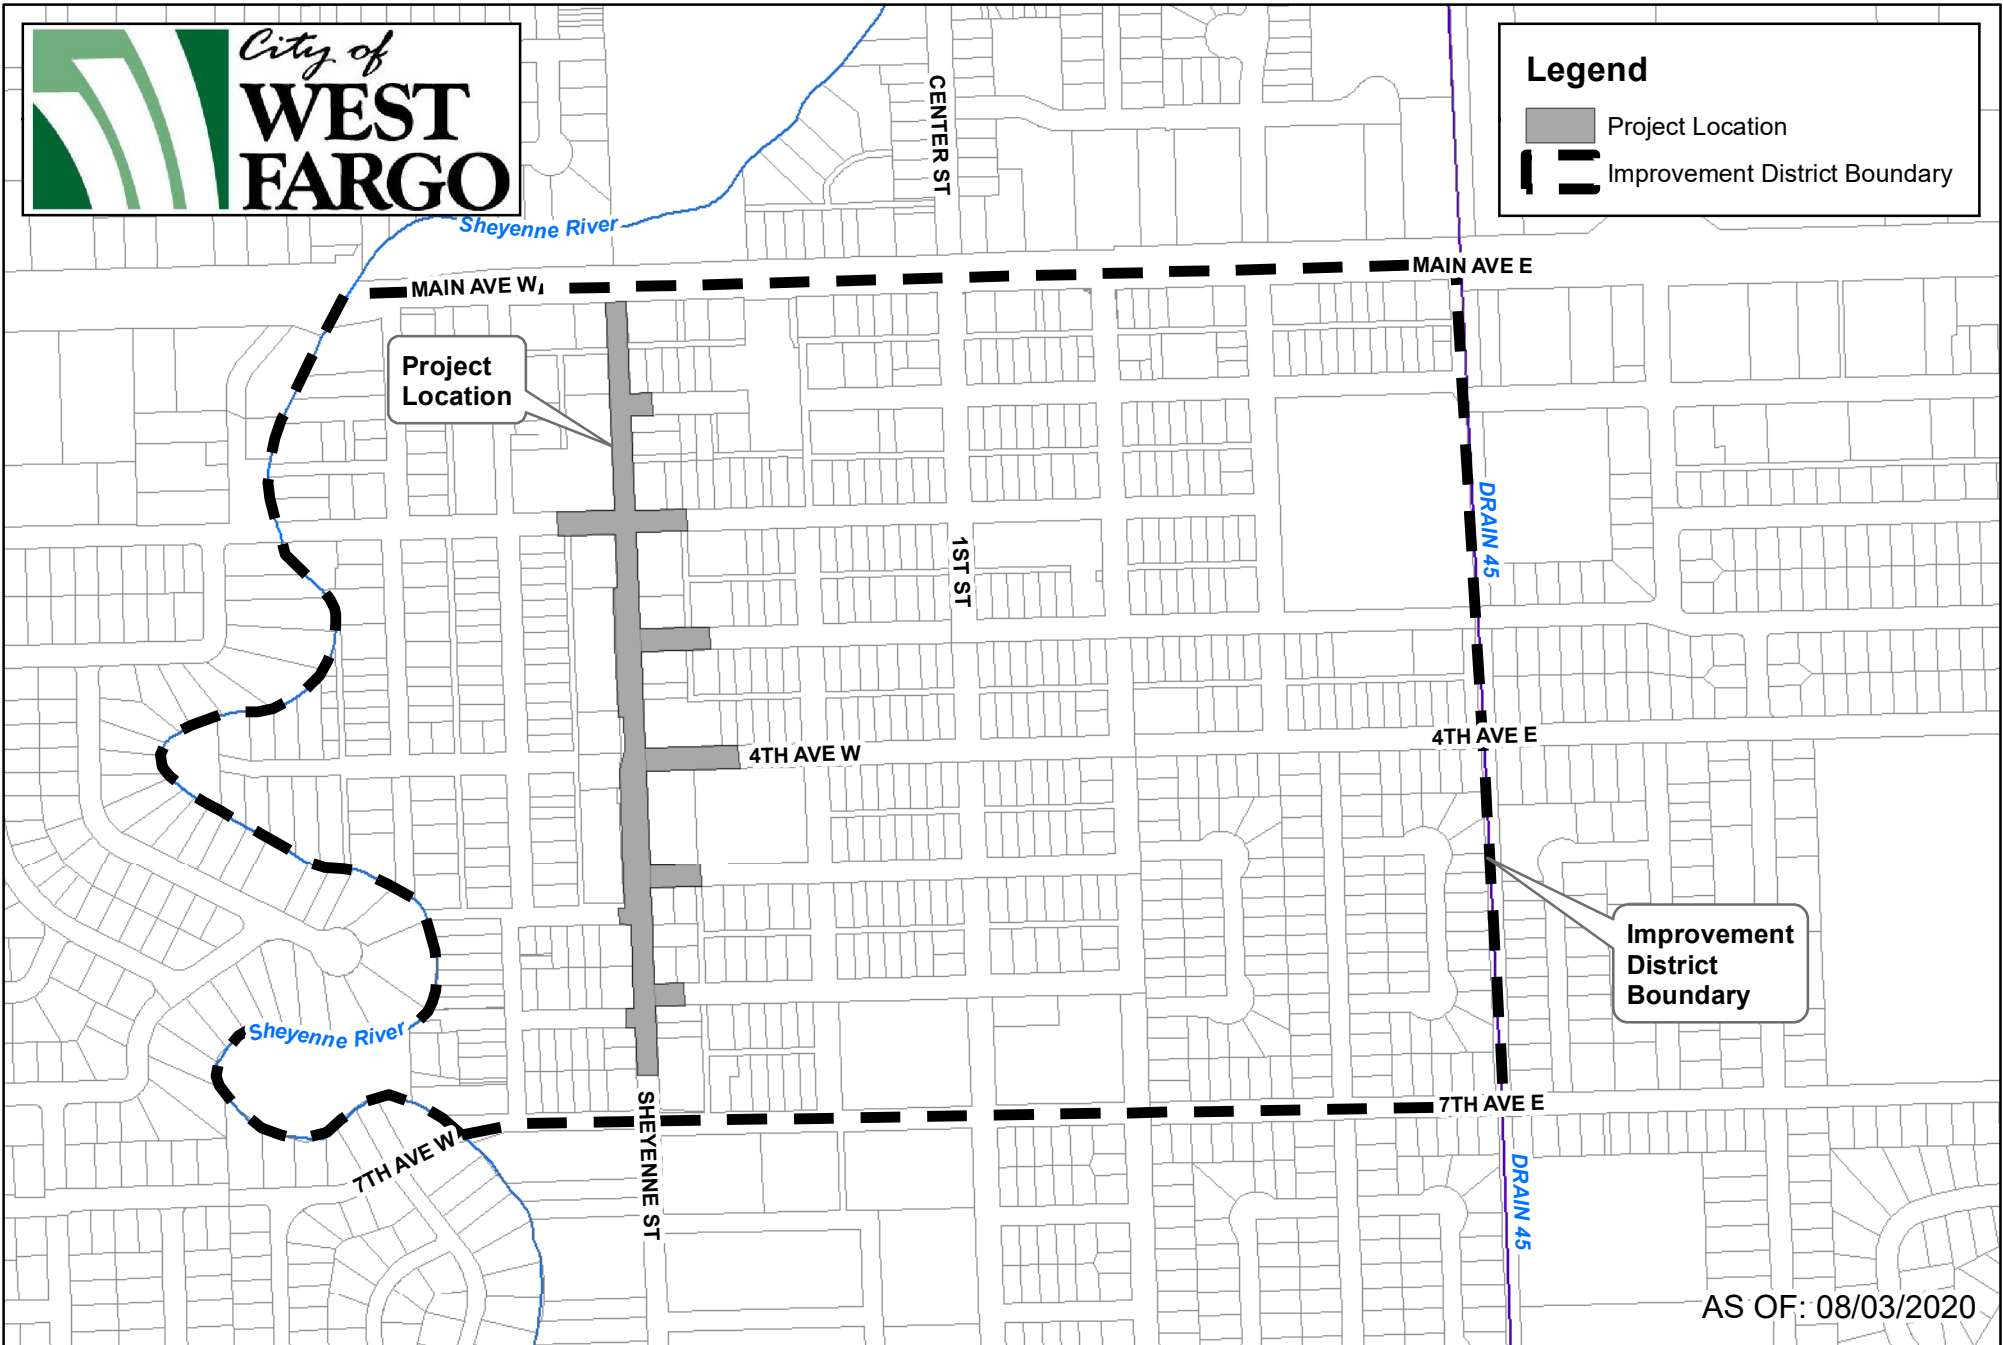 City of
WEST
FARGO
Legend
Project Location
Improvement District Boundary
CENTER ST
Sheyenne River
MAIN AVE W
MAIN AVE E
Project
Location
DRAIN 45
1ST ST
4TH AVE W
4TH AVE E
Improvement
District
Boundary
Sheyenne River
7TH AVE W
SHEYENNE ST
7TH AVE E
DRAIN 45
AS OF: 08/03/2020